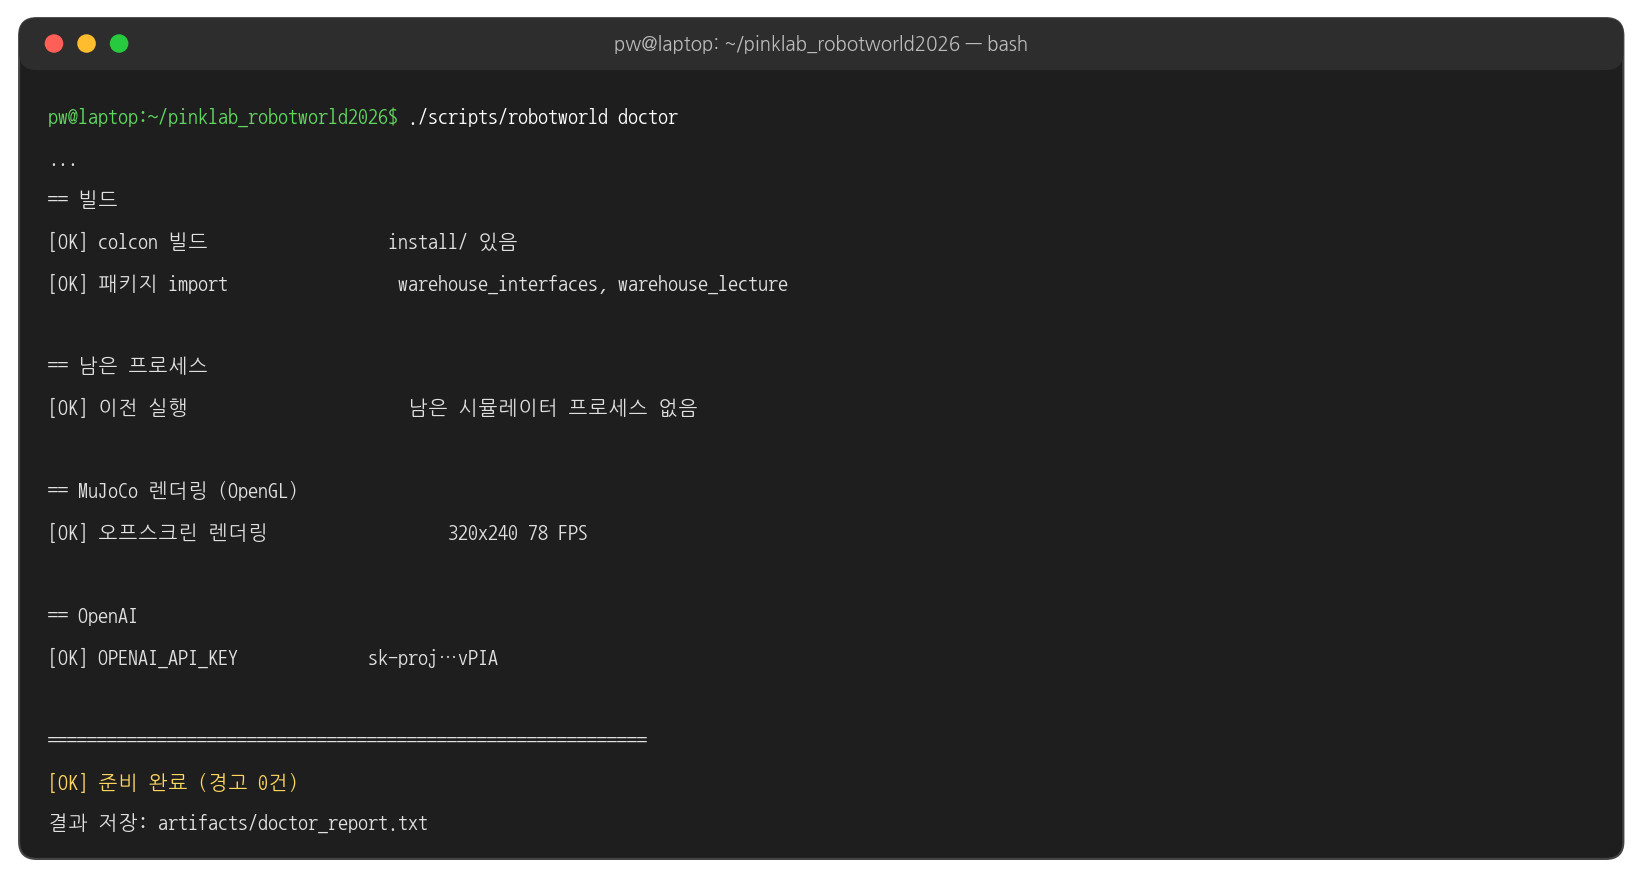 pw@laptop: ~/pinklab_robotworld2026 — bash
pw@laptop:~/pinklab_robotworld2026$ ./scripts/robotworld doctor
...
== 빌드
[OK] colcon 빌드 install/ 있음
[OK] 패키지 import warehouse_interfaces, warehouse_lecture
== 남은 프로세스
[OK] 이전 실행 남은 시뮬레이터 프로세스 없음
== MuJoCo 렌더링 (OpenGL)
[OK] 오프스크린 렌더링 320x240 78 FPS
== OpenAI
[OK] OPENAI_API_KEY sk-proj…vPIA
============================================================
[OK] 준비 완료 (경고 0건)
결과 저장: artifacts/doctor_report.txt